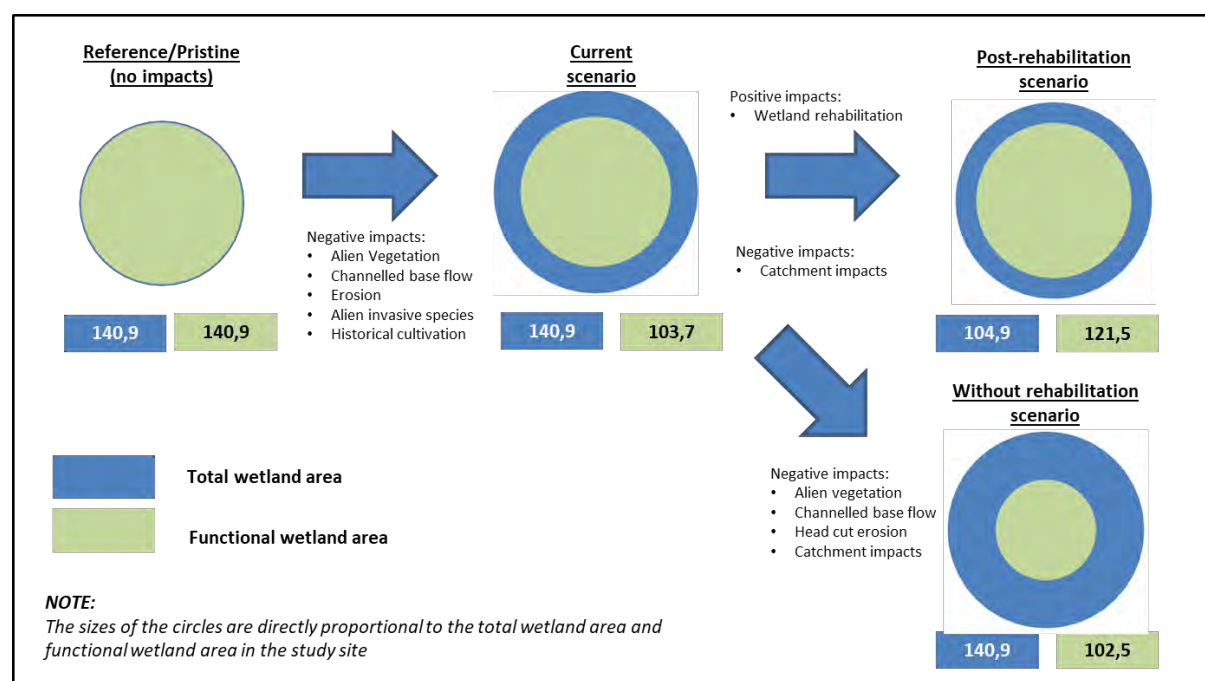 Reference/Pristine
(no impacts)
140,9
140,9
Negative impacts:
• Alien Vegetation
• Channelled base flow
• Erosion
• Alien invasive species
• Historical cultivation
Current
scenario
140,9
103,7
Positive impacts:
• Wetland rehabilitation
Negative impacts:
• Catchment impacts
Post-rehabilitation
scenario
104,9
121,5
Negative impacts:
• Alien vegetation
• Channelled base flow
• Head cut erosion
• Catchment impacts
Without rehabilitation
scenario
140,9
102,5
Total wetland area
Functional wetland area
NOTE:
The sizes of the circles are directly proportional to the total wetland area and
functional wetland area in the study site